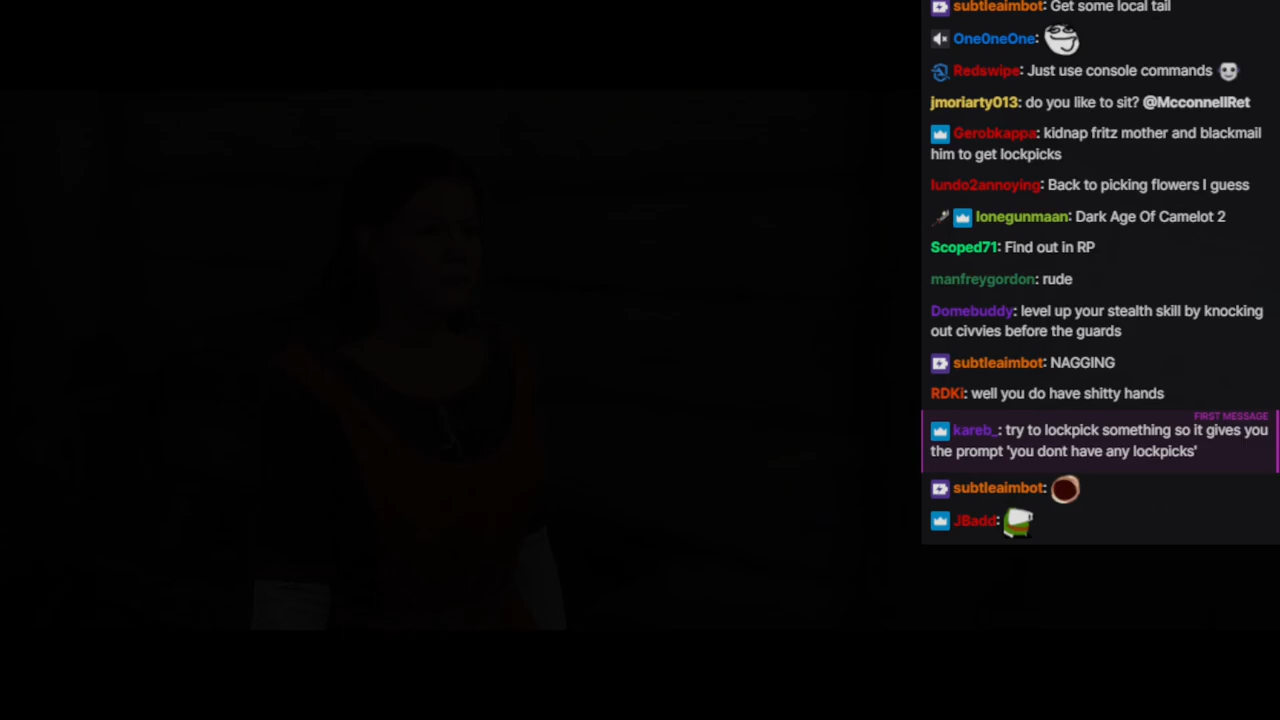 subtleaimbot: Get some local tail
One0neOne:
Redswipe: Just use console commands
jmoriarty013: do you like to sit? @McconnellRet
Gerobkappa: kidnap fritz mother and blackmail
him to get lockpicks
lundo2annoying: Back to picking flowers I guess
lonegunmaan: Dark Age Of Camelot 2
Scoped71: Find out in RP
manfreygordon: rude
Domebuddy: level up your stealth skill by knocking
out civvies before the guards
subtleaimbot: NAGGING
RDKi: well you do have shitty hands
FIRST MESSAGE
kareb_: try to lockpick something so it gives you
the prompt 'you dont have any lockpicks'
subtleaimbot:
JBadd: